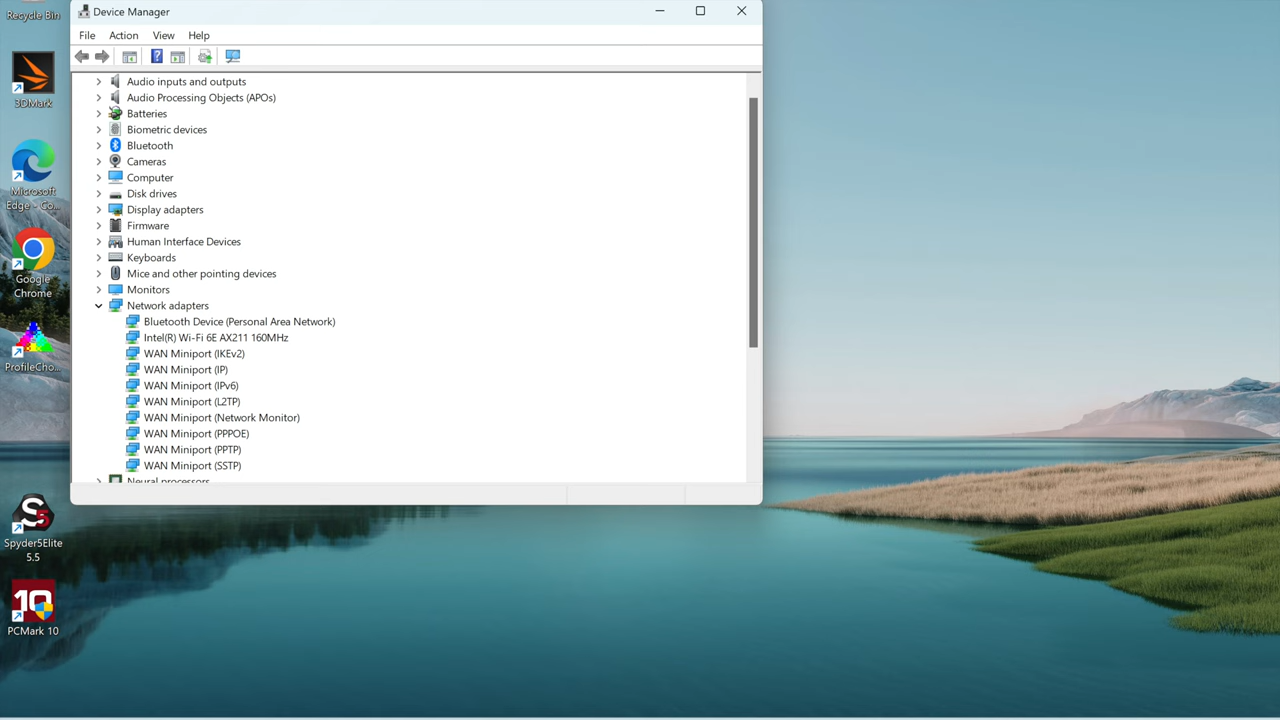 Recycle Bin
3DMark
Microsoft
Edge - Co...
Google
Chrome
ProfileCho...
Spyder5Elite
5.5
10
PCMark 10
Device Manager
File Action View Help
Audio inputs and outputs
Audio Processing Objects (APOs)
Batteries
Biometric devices
Bluetooth
Cameras
Computer
Disk drives
Display adapters
Firmware
Human Interface Devices
Keyboards
Mice and other pointing devices
Monitors
Network adapters
Bluetooth Device (Personal Area Network)
Intel(R) Wi-Fi 6E AX211 160MHz
WAN Miniport (IKEv2)
WAN Miniport (IP)
WAN Miniport (IPv6)
WAN Miniport (L2TP)
WAN Miniport (Network Monitor)
WAN Miniport (PPPOE)
WAN Miniport (PPTP)
WAN Miniport (SSTP)
Neural processors